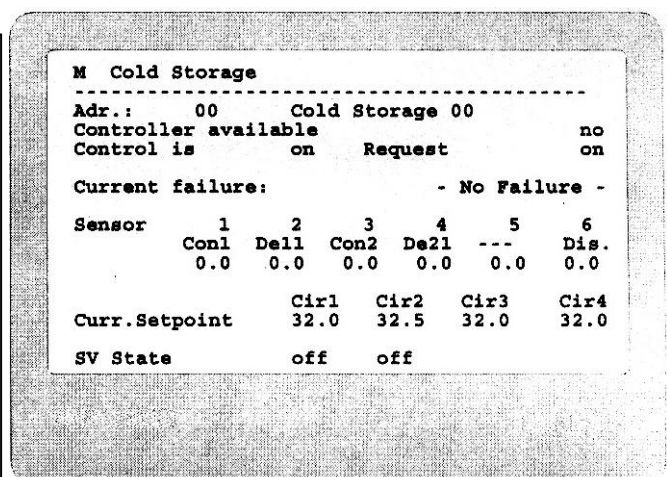 M Cold Storage
Adr.: 00 Cold Storage 00
Controller available no
Control is on Request on
Current failure: - No Failure -
Sensor 1 2 3 4 5 6
Con1 De11 Con2 De21 --- Dis.
0.0 0.0 0.0 0.0 0.0 0.0
Cir1 Cir2 Cir3 Cir4
Curr.Setpoint 32.0 32.5 32.0 32.0
SV State off off